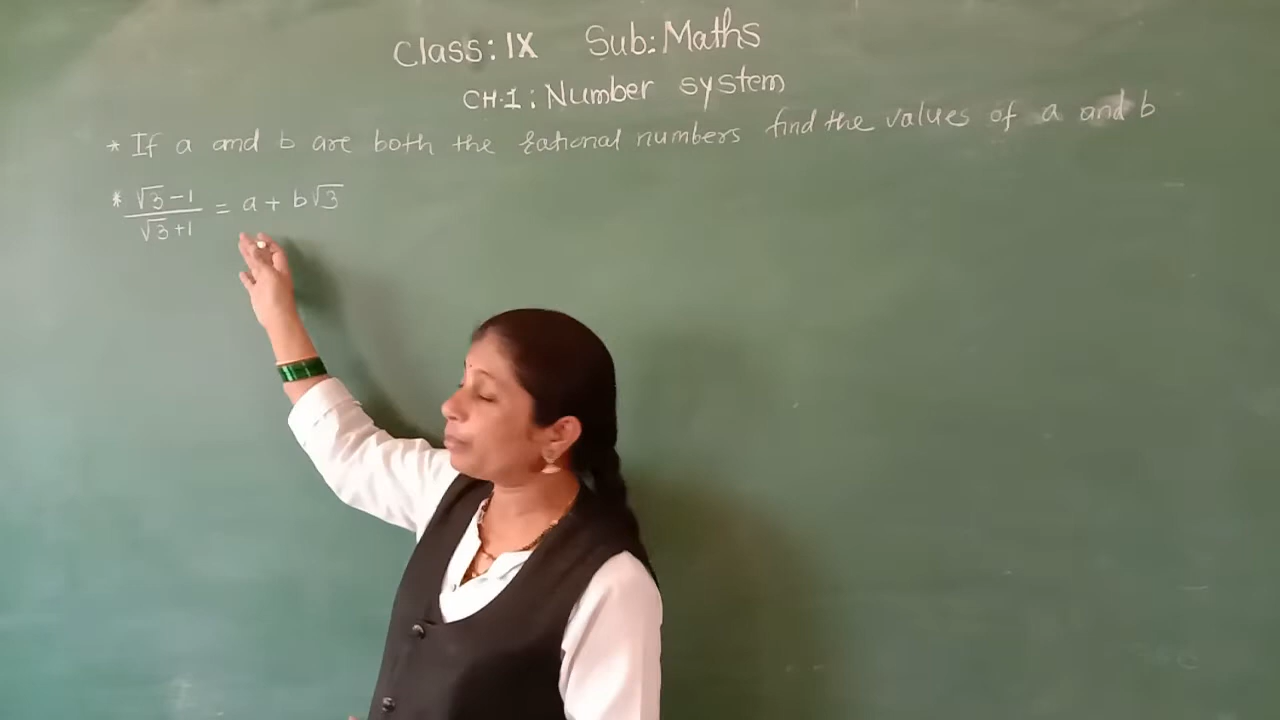 Class: IX Sub: Maths
CH.1: Number system
* If a and b are both the rational numbers find the values of a and b
* (√3-1)/(√3+1) = a + b√3